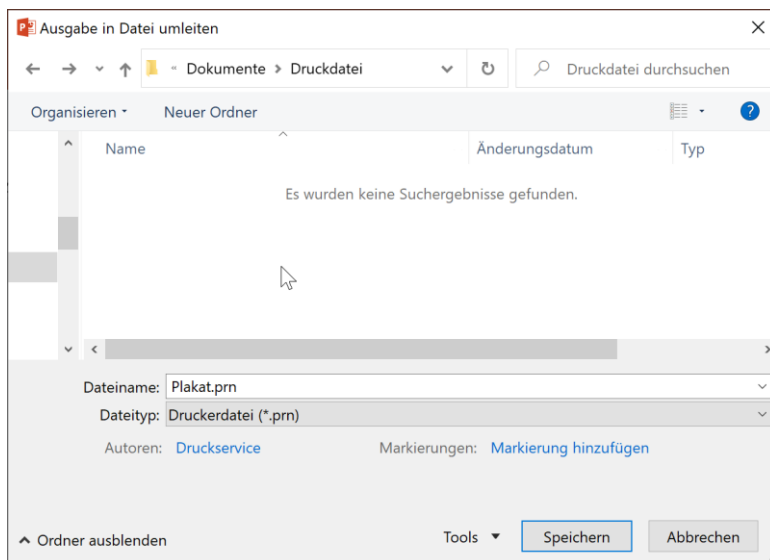 Ausgabe in Datei umleiten
« Dokumente > Druckdatei Druckdatei durchsuchen
Organisieren Neuer Ordner
Name Änderungsdatum Typ
Es wurden keine Suchergebnisse gefunden.
Dateiname: Plakat.prn
Dateityp: Druckerdatei (*.prn)
Autoren: Druckservice Markierungen: Markierung hinzufügen
Ordner ausblenden Tools Speichern Abbrechen